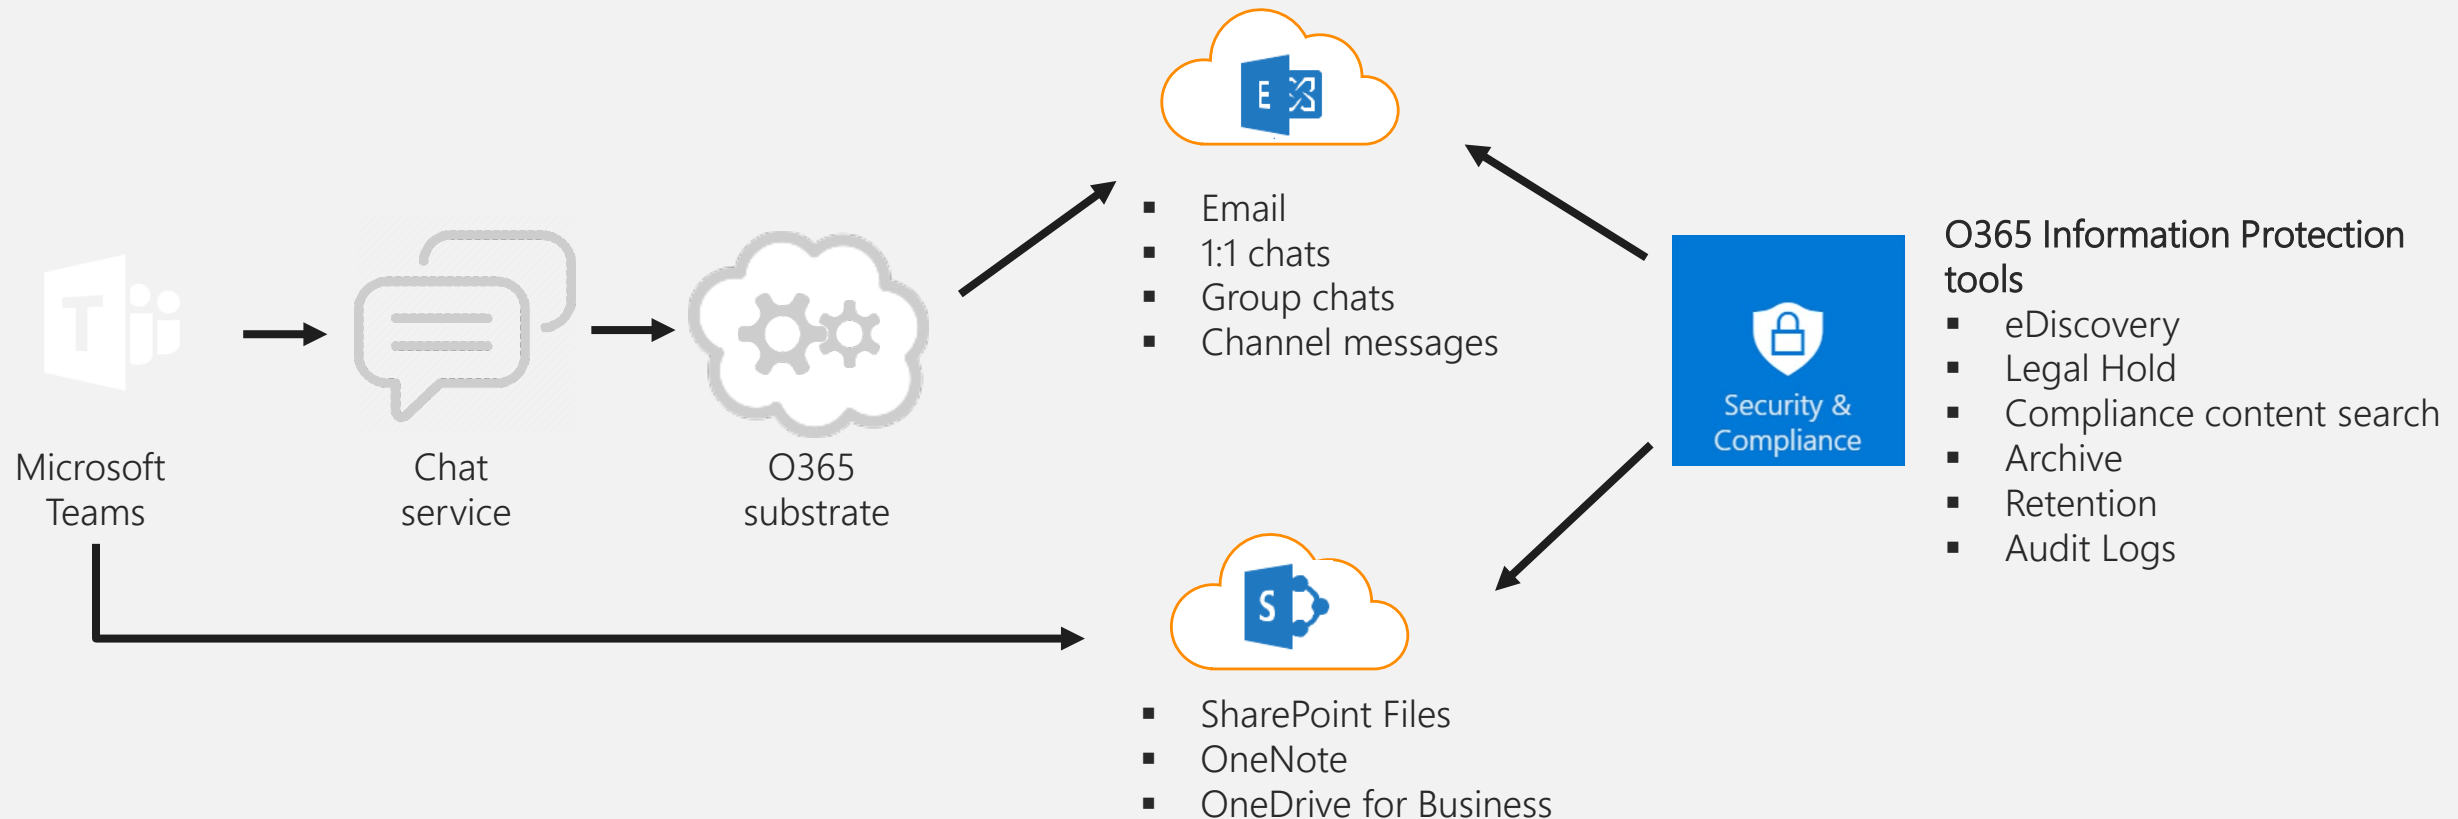 Microsoft
Teams
Chat
service
O365
substrate
▪ Email
▪ 1:1 chats
▪ Group chats
▪ Channel messages
▪ SharePoint Files
▪ OneNote
▪ OneDrive for Business
Security &
Compliance
O365 Information Protection
tools
▪ eDiscovery
▪ Legal Hold
▪ Compliance content search
▪ Archive
▪ Retention
▪ Audit Logs
T
E
S